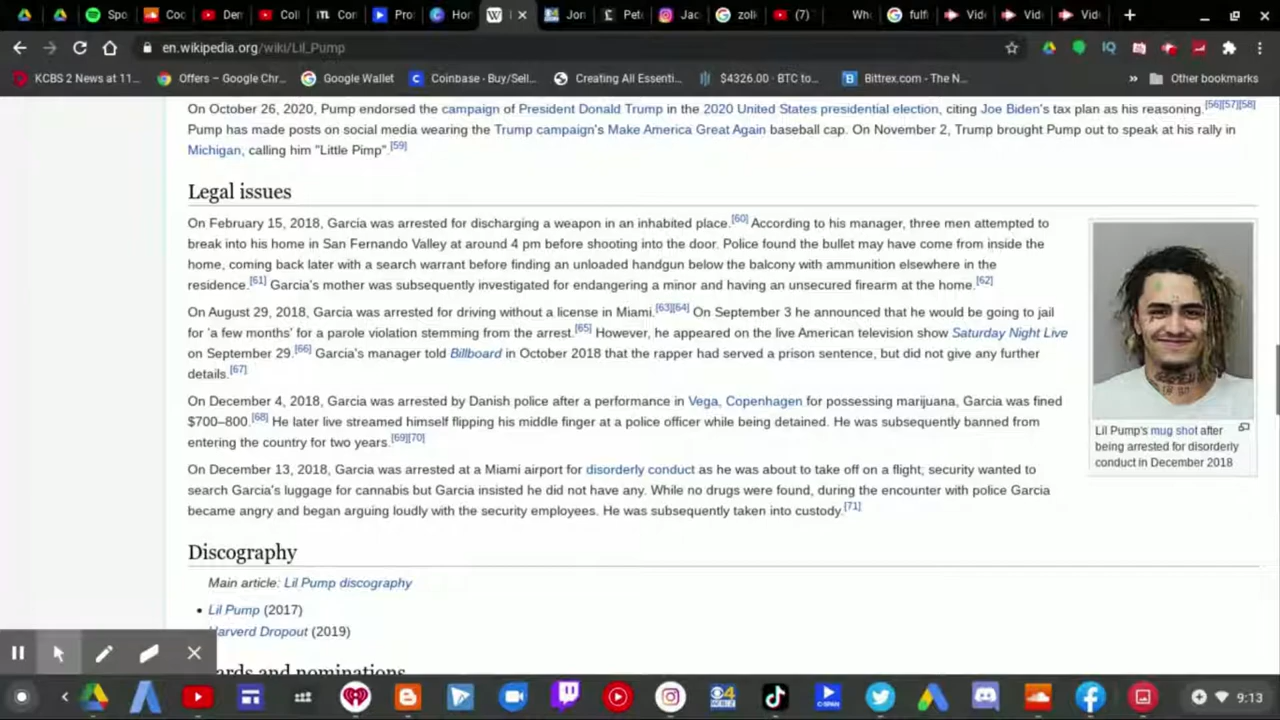 Spo
Coo
Der
Coll
Con
Pro
Hor
W
Jon
Pete
Jac
zoli
(7)
Whe
fulfi
Vide
Vide
Vide
en.wikipedia.org/wiki/Lil_Pump
KCBS 2 News at 11...
Offers – Google Chr...
Google Wallet
Coinbase - Buy/Sell...
Creating All Essenti...
$4326.00 · BTC to...
Bittrex.com - The N...
»
Other bookmarks
On October 26, 2020, Pump endorsed the campaign of President Donald Trump in the 2020 United States presidential election, citing Joe Biden's tax plan as his reasoning.[56][57][58]
Pump has made posts on social media wearing the Trump campaign's Make America Great Again baseball cap. On November 2, Trump brought Pump out to speak at his rally in
Michigan, calling him "Little Pimp".[59]
Legal issues
On February 15, 2018, Garcia was arrested for discharging a weapon in an inhabited place.[60] According to his manager, three men attempted to
break into his home in San Fernando Valley at around 4 pm before shooting into the door. Police found the bullet may have come from inside the
home, coming back later with a search warrant before finding an unloaded handgun below the balcony with ammunition elsewhere in the
residence.[61] Garcia's mother was subsequently investigated for endangering a minor and having an unsecured firearm at the home.[62]
On August 29, 2018, Garcia was arrested for driving without a license in Miami.[63][64] On September 3 he announced that he would be going to jail
for 'a few months' for a parole violation stemming from the arrest.[65] However, he appeared on the live American television show Saturday Night Live
on September 29.[66] Garcia's manager told Billboard in October 2018 that the rapper had served a prison sentence, but did not give any further
details.[67]
On December 4, 2018, Garcia was arrested by Danish police after a performance in Vega, Copenhagen for possessing marijuana, Garcia was fined
$700–800.[68] He later live streamed himself flipping his middle finger at a police officer while being detained. He was subsequently banned from
entering the country for two years.[69][70]
On December 13, 2018, Garcia was arrested at a Miami airport for disorderly conduct as he was about to take off on a flight; security wanted to
search Garcia's luggage for cannabis but Garcia insisted he did not have any. While no drugs were found, during the encounter with police Garcia
became angry and began arguing loudly with the security employees. He was subsequently taken into custody.[71]
Lil Pump's mug shot after
being arrested for disorderly
conduct in December 2018
Discography
Main article: Lil Pump discography
• Lil Pump (2017)
Harverd Dropout (2019)
ards and nominations
C-SPAN
9:13